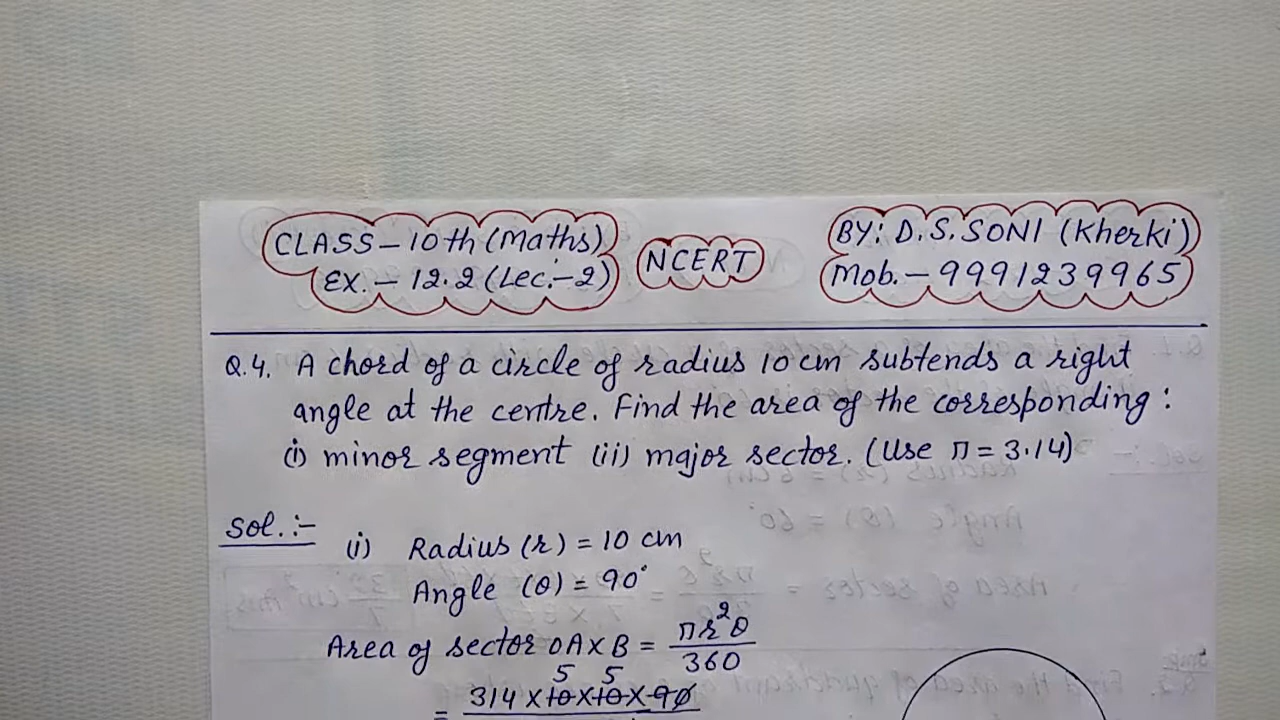 CLASS - 10th (Maths)
EX. - 12.2 (Lec:-2)
NCERT
BY: D.S.SONI (Kherki)
Mob. - 9991239965
Q.4. A chord of a circle of radius 10 cm subtends a right
angle at the centre. Find the area of the corresponding :
(i) minor segment (ii) major sector. (Use π = 3.14)
Sol.:-
(i) Radius (r) = 10 cm
Angle (θ) = 90°
Area of sector OAXB = πr²θ
360
5 5
= 314 x 10 x 10 x 90